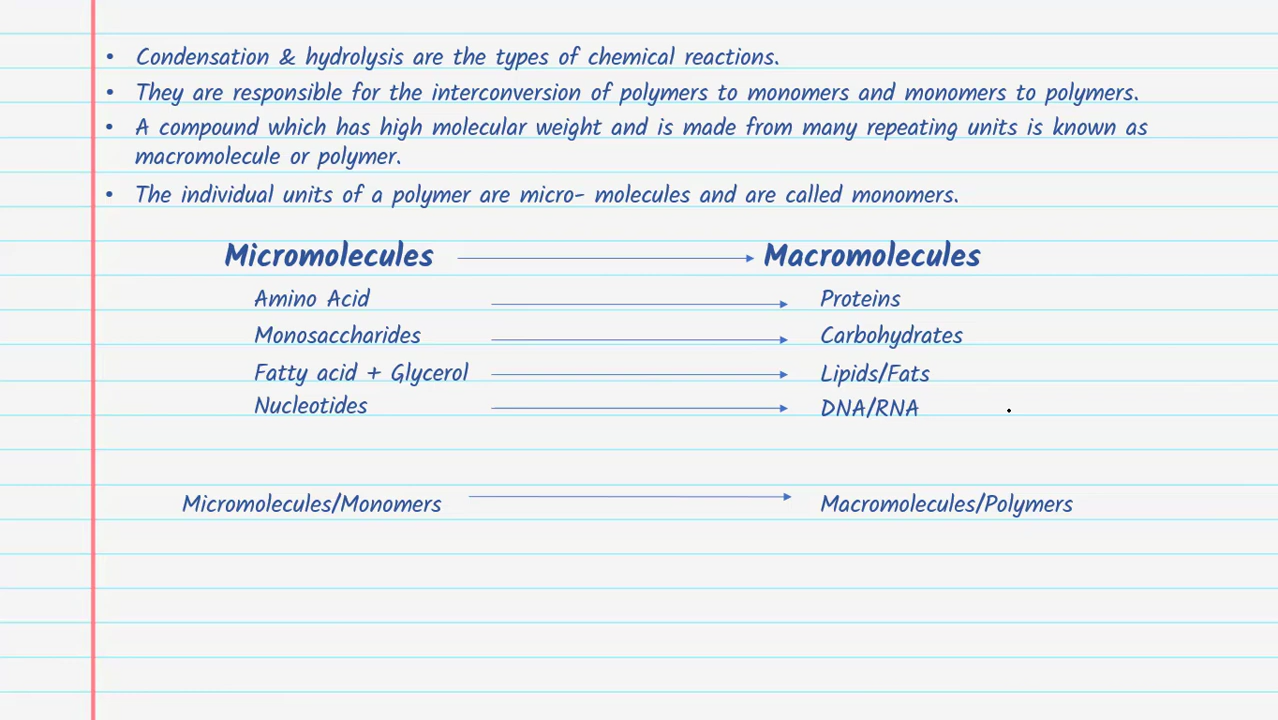 • Condensation & hydrolysis are the types of chemical reactions.
• They are responsible for the interconversion of polymers to monomers and monomers to polymers.
• A compound which has high molecular weight and is made from many repeating units is known as
macromolecule or polymer.
• The individual units of a polymer are micro- molecules and are called monomers.
Micromolecules Macromolecules
Amino Acid Proteins
Monosaccharides Carbohydrates
Fatty acid + Glycerol Lipids/Fats
Nucleotides DNA/RNA
Micromolecules/Monomers Macromolecules/Polymers